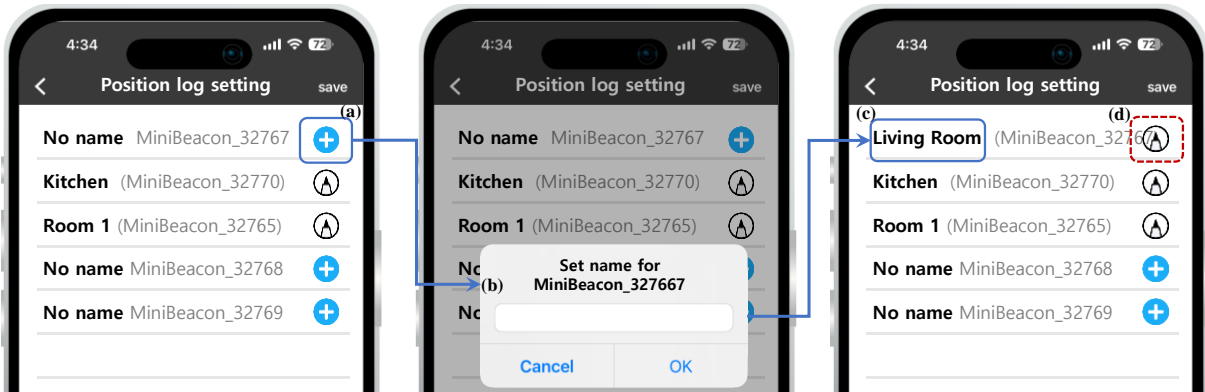 4:34
72
Position log setting save
(a)
No name MiniBeacon_32767
Kitchen (MiniBeacon_32770)
Room 1 (MiniBeacon_32765)
No name MiniBeacon_32768
No name MiniBeacon_32769
4:34
72
Position log setting save
No name MiniBeacon_32767
Kitchen (MiniBeacon_32770)
Room 1 (MiniBeacon_32765)
No
Set name for
(b) MiniBeacon_327667
No
Cancel OK
4:34
72
Position log setting save
(c) (d)
Living Room (MiniBeacon_32767)
Kitchen (MiniBeacon_32770)
Room 1 (MiniBeacon_32765)
No name MiniBeacon_32768
No name MiniBeacon_32769